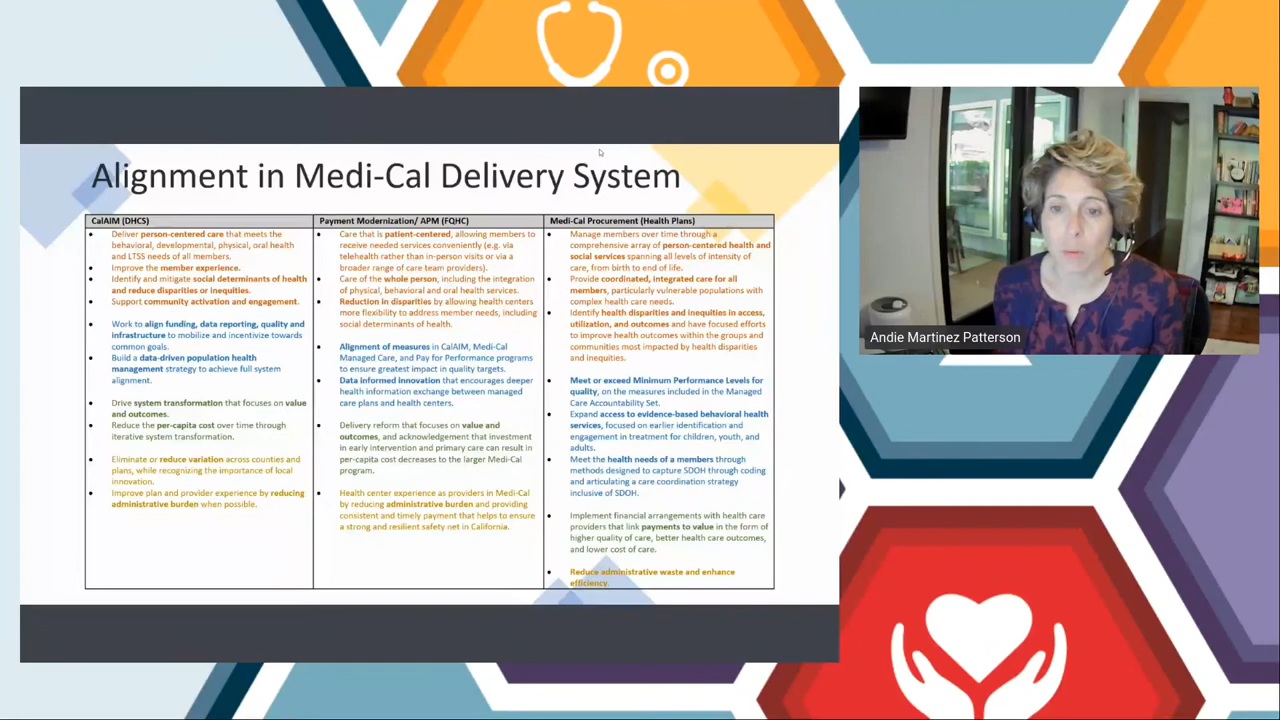 Alignment in Medi-Cal Delivery System
CalAIM (DHCS)
• Deliver person-centered care that meets the
behavioral, developmental, physical, oral health
and LTSS needs of all members.
• Improve the member experience.
• Identify and mitigate social determinants of health
and reduce disparities or inequities.
• Support community activation and engagement.
• Work to align funding, data reporting, quality and
infrastructure to mobilize and incentivize towards
common goals.
• Build a data-driven population health
management strategy to achieve full system
alignment.
• Drive system transformation that focuses on value
and outcomes.
• Reduce the per-capita cost over time through
iterative system transformation.
• Eliminate or reduce variation across counties and
plans, while recognizing the importance of local
innovation.
• Improve plan and provider experience by reducing
administrative burden when possible.
Payment Modernization/ APM (FQHC)
• Care that is patient-centered, allowing members to
receive needed services conveniently (e.g. via
telehealth rather than in-person visits or via a
broader range of care team providers).
• Care of the whole person, including the integration
of physical, behavioral and oral health services.
• Reduction in disparities by allowing health centers
more flexibility to address member needs, including
social determinants of health.
• Alignment of measures in CalAIM, Medi-Cal
Managed Care, and Pay for Performance programs
to ensure greatest impact in quality targets.
• Data informed innovation that encourages deeper
health information exchange between managed
care plans and health centers.
• Delivery reform that focuses on value and
outcomes, and acknowledgement that investment
in early intervention and primary care can result in
per-capita cost decreases to the larger Medi-Cal
program.
• Health center experience as providers in Medi-Cal
by reducing administrative burden and providing
consistent and timely payment that helps to ensure
a strong and resilient safety net in California.
Medi-Cal Procurement (Health Plans)
• Manage members over time through a
comprehensive array of person-centered health and
social services spanning all levels of intensity of
care, from birth to end of life.
• Provide coordinated, integrated care for all
members, particularly vulnerable populations with
complex health care needs.
• Identify health disparities and inequities in access,
utilization, and outcomes and have focused efforts
to improve health outcomes within the groups and
communities most impacted by health disparities
and inequities.
• Meet or exceed Minimum Performance Levels for
quality, on the measures included in the Managed
Care Accountability Set.
• Expand access to evidence-based behavioral health
services, focused on earlier identification and
engagement in treatment for children, youth, and
adults.
• Meet the health needs of a members through
methods designed to capture SDOH through coding
and articulating a care coordination strategy
inclusive of SDOH.
• Implement financial arrangements with health care
providers that link payments to value in the form of
higher quality of care, better health care outcomes,
and lower cost of care.
• Reduce administrative waste and enhance
efficiency.
Andie Martinez Patterson